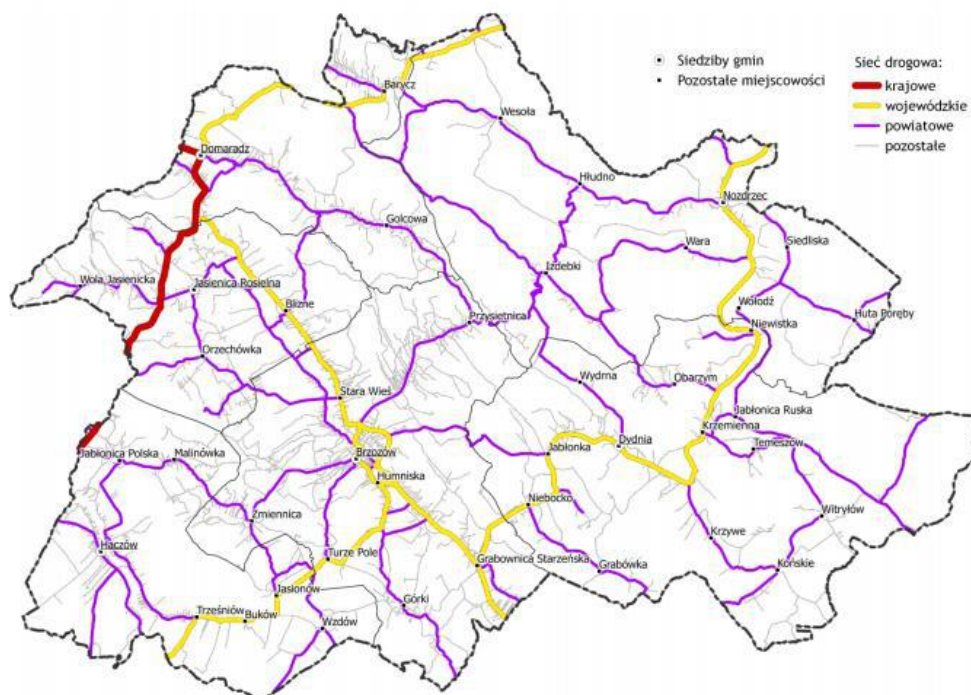 Siedziby gmin
Pozostałe miejscowości
Sieć drogowa:
krajowe
wojewódzkie
powiatowe
pozostałe
Barycz
Wesoła
Domaradz
Hłudno
Nozdrzec
Golcowa
Siedliska
Wara
Izdebki
Wola Jasienicka
Jasienica Rosielna
Blizne
Wołodź
Huta Poręby
Przysietnica
Niewistka
Orzechówka
Wydrna
Obarzym
Stara Wieś
Jabłonica Ruska
Krzemienna
Dydnia
Temeszów
Jabłonica Polska
Malinówka
Brzozów
Jabłonka
Humniska
Niebocko
Witryłów
Zmiennica
Krzywe
Haczów
Turze Pole
Grabownica Starzeńska
Grabówka
Końskie
Jasionów
Górki
Trześniów
Buków
Wzdów